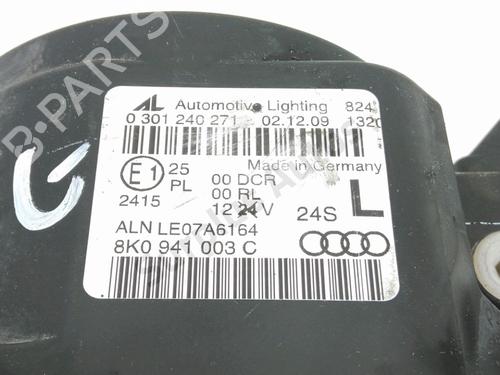 B-PARTS
AL Automotive Lighting 824
0 301 240 271 02.12.09 1320
E1 25 00 DCR Made in Germany
PL 00 RL
2415 12 24V 24S L
ALN LE07A6164
8K0 941 003 C